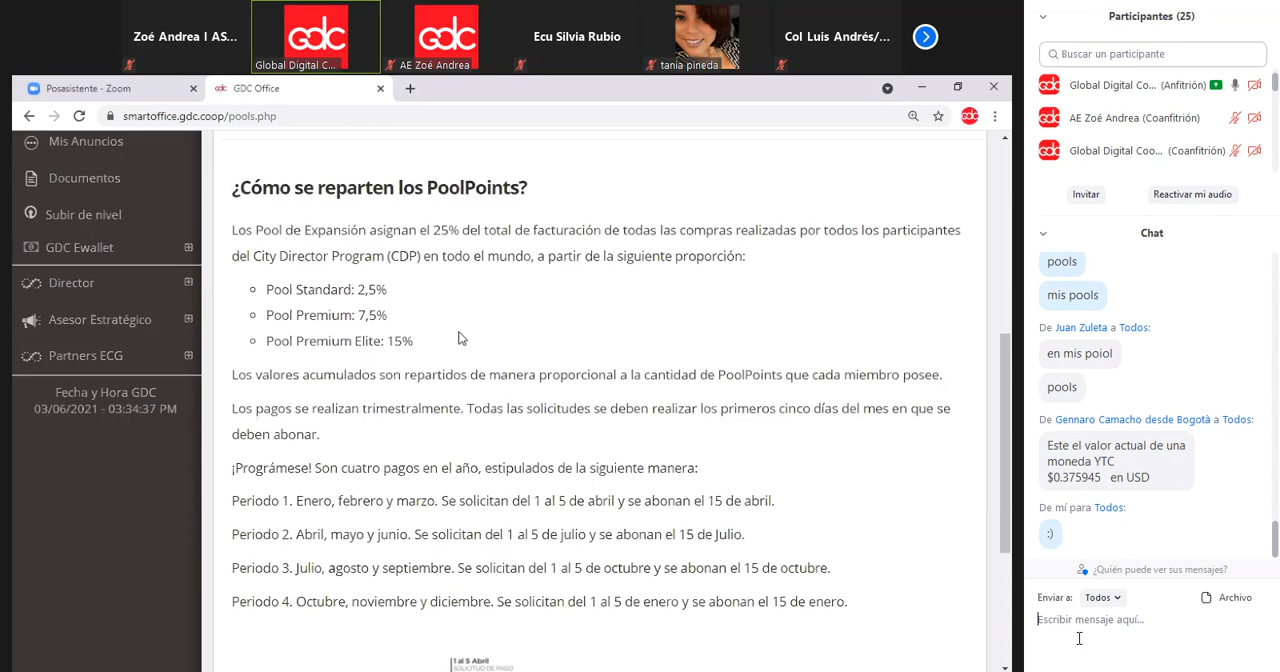 Zoé Andrea I AS...
GDC
Global Digital C...
GDC
AE Zoé Andrea
Ecu Silvia Rubio
tania pineda
Col Luis Andrés/...
Posasistente - Zoom
GDC Office
smartoffice.gdc.coop/pools.php
Mis Anuncios
Documentos
Subir de nivel
GDC Ewallet
Director
Asesor Estratégico
Partners ECG
Fecha y Hora GDC
03/06/2021 - 03:34:37 PM
¿Cómo se reparten los PoolPoints?
Los Pool de Expansión asignan el 25% del total de facturación de todas las compras realizadas por todos los participantes
del City Director Program (CDP) en todo el mundo, a partir de la siguiente proporción:
Pool Standard: 2,5%
Pool Premium: 7,5%
Pool Premium Elite: 15%
Los valores acumulados son repartidos de manera proporcional a la cantidad de PoolPoints que cada miembro posee.
Los pagos se realizan trimestralmente. Todas las solicitudes se deben realizar los primeros cinco días del mes en que se
deben abonar.
¡Prográmese! Son cuatro pagos en el año, estipulados de la siguiente manera:
Periodo 1. Enero, febrero y marzo. Se solicitan del 1 al 5 de abril y se abonan el 15 de abril.
Periodo 2. Abril, mayo y junio. Se solicitan del 1 al 5 de julio y se abonan el 15 de Julio.
Periodo 3. Julio, agosto y septiembre. Se solicitan del 1 al 5 de octubre y se abonan el 15 de octubre.
Periodo 4. Octubre, noviembre y diciembre. Se solicitan del 1 al 5 de enero y se abonan el 15 de enero.
1 al 5 Abril
SOLICITUD DE PAGO
Participantes (25)
Buscar un participante
Global Digital Co... (Anfitrión)
AE Zoé Andrea (Coanfitrión)
Global Digital Coo... (Coanfitrión)
Invitar
Reactivar mi audio
Chat
pools
mis pools
De Juan Zuleta a Todos:
en mis poiol
pools
De Gennaro Camacho desde Bogotà a Todos:
Este el valor actual de una
moneda YTC
$0.375945 en USD
De mí para Todos:
:)
¿Quién puede ver sus mensajes?
Enviar a: Todos
Archivo
Escribir mensaje aquí...